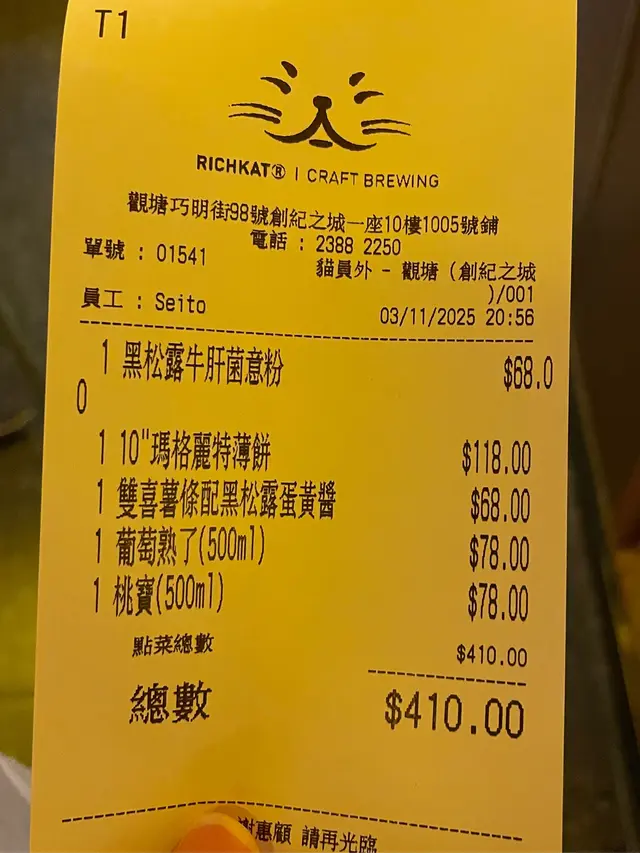 T1
RICHKAT® | CRAFT BREWING
觀塘巧明街98號創紀之城一座10樓1005號鋪
電話 : 2388 2250
單號 : 01541
貓員外 - 觀塘 (創紀之城
)/001
員工 : Seito
03/11/2025 20:56
1 黑松露牛肝菌意粉 $68.0
0
1 10"瑪格麗特薄餅 $118.00
1 雙喜薯條配黑松露蛋黃醬 $68.00
1 葡萄熟了(500ml) $78.00
1 桃寶(500ml) $78.00
點菜總數 $410.00
總數 $410.00
謝惠顧 請再光臨